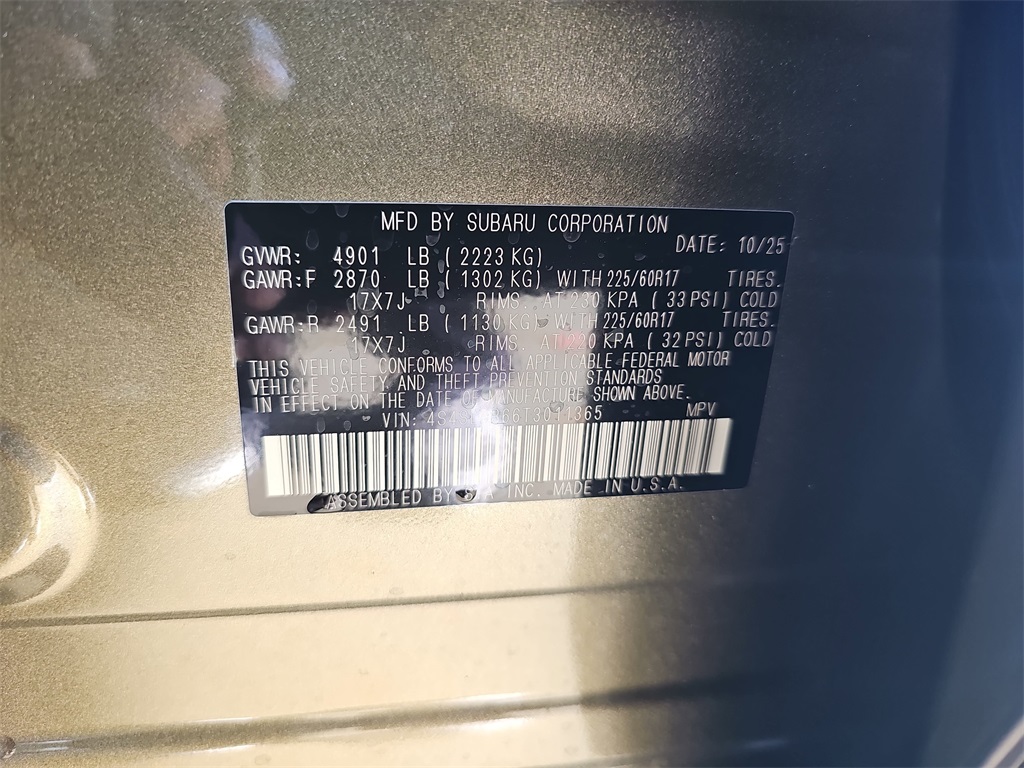 MFD BY SUBARU CORPORATION
DATE: 10/25
GVWR: 4901 LB ( 2223 KG)
GAWR:F 2870 LB ( 1302 KG) WITH 225/60R17 TIRES.
17X7J RIMS. AT 230 KPA ( 33 PSI) COLD
GAWR:R 2491 LB ( 1130 KG) WITH 225/60R17 TIRES.
17X7J RIMS. AT 220 KPA ( 32 PSI) COLD
THIS VEHICLE CONFORMS TO ALL APPLICABLE FEDERAL MOTOR
VEHICLE SAFETY AND THEFT PREVENTION STANDARDS
IN EFFECT ON THE DATE OF MANUFACTURE SHOWN ABOVE.
VIN: MPV
ASSEMBLED BY INC. MADE IN U.S.A.